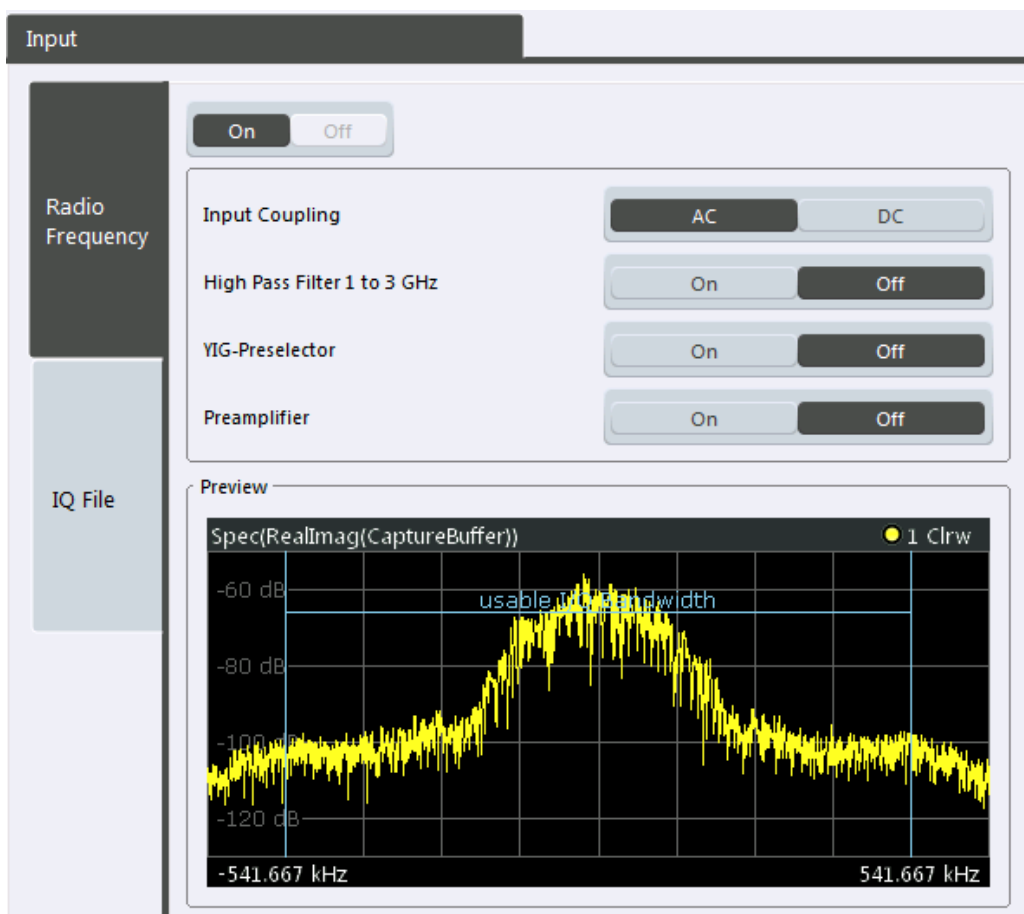 Input
Radio
Frequency
IQ File
On Off
Input Coupling AC DC
High Pass Filter 1 to 3 GHz On Off
YIG-Preselector On Off
Preamplifier On Off
Preview
Spec(RealImag(CaptureBuffer)) 1 Clrw
-60 dB
usable I/Q Bandwidth
-80 dB
-100 dB
-120 dB
-541.667 kHz 541.667 kHz